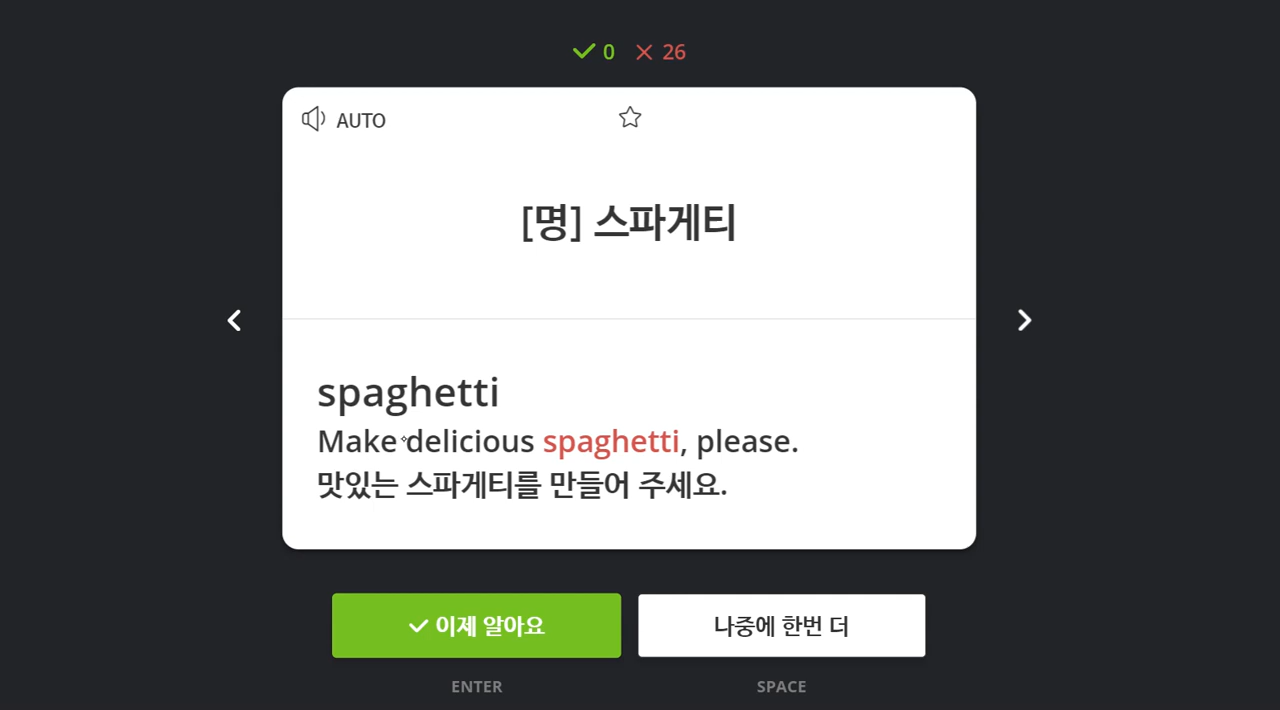 0 26
AUTO
[명] 스파게티
spaghetti
Make delicious spaghetti, please.
맛있는 스파게티를 만들어 주세요.
이제 알아요 나중에 한번 더
ENTER SPACE